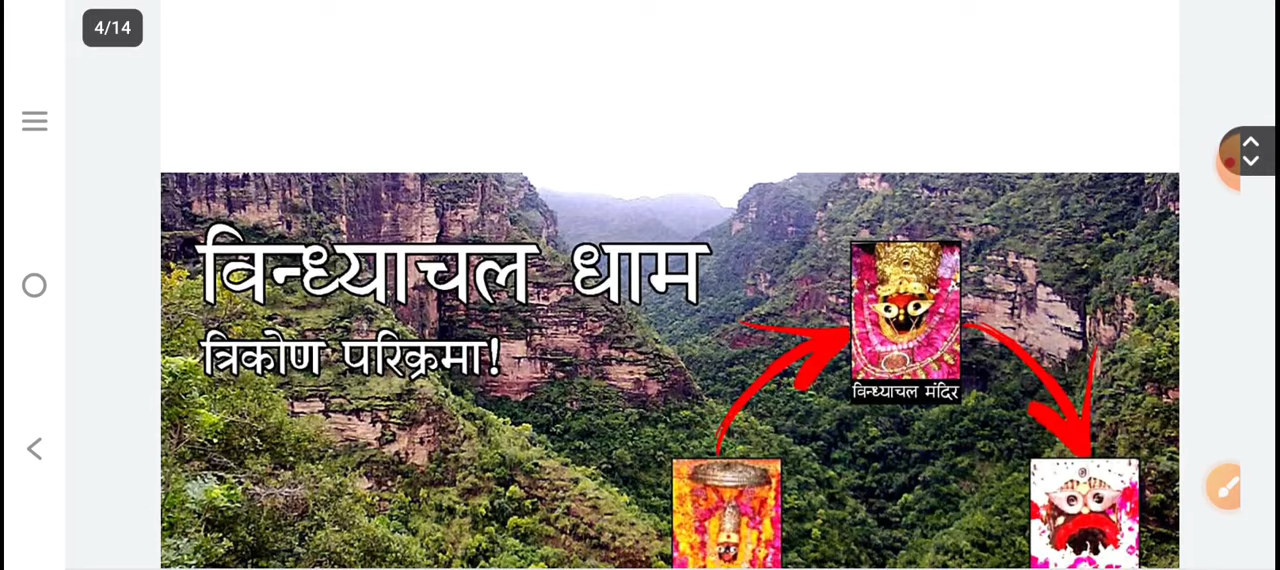 4/14
विन्ध्याचल धाम
त्रिकोण परिक्रमा!
विन्ध्याचल मंदिर